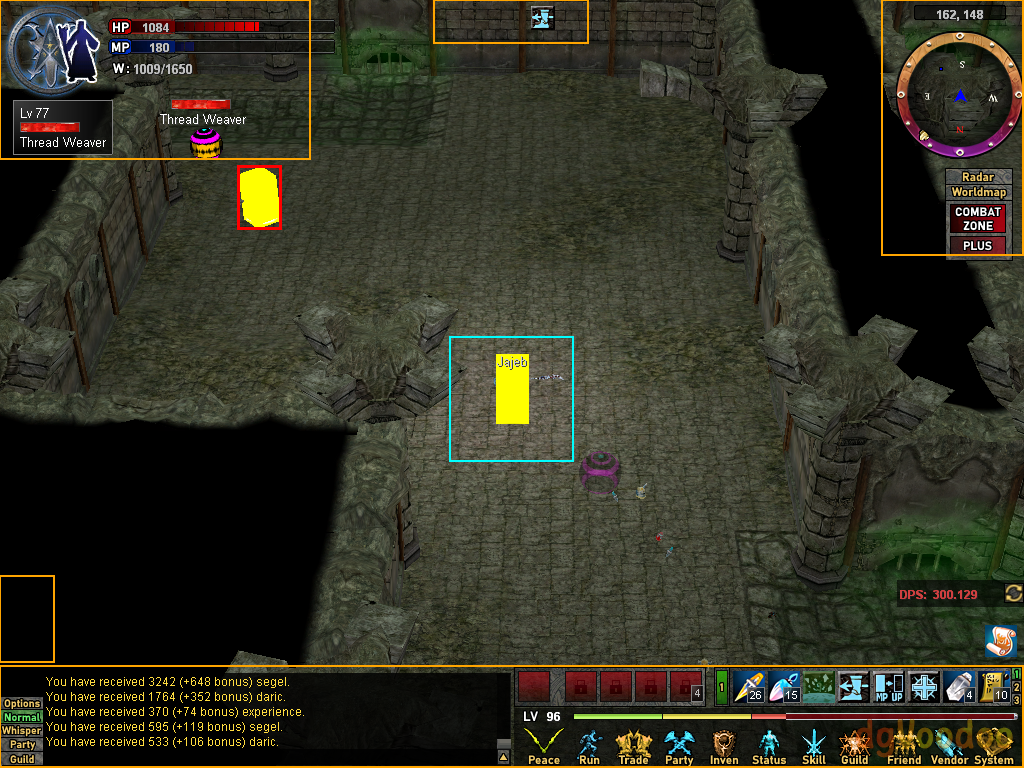 HP 1084
MP 180
W: 1009/1650
Lv 77
Thread Weaver
Thread Weaver
162, 148
S
E
W
N
Radar
Worldmap
COMBAT
ZONE
PLUS
Jajeb
DPS: 300.129
You have received 3242 (+648 bonus) segel.
You have received 1764 (+352 bonus) daric.
You have received 370 (+74 bonus) experience.
You have received 595 (+119 bonus) segel.
You have received 533 (+106 bonus) daric.
Options
Normal
Whisper
Party
Guild
4
1
26
15
MP UP
4
10
1
2
3
LV 96
dgVoodoo
Peace Run Trade Party Inven Status Skill Guild Friend Vendor System